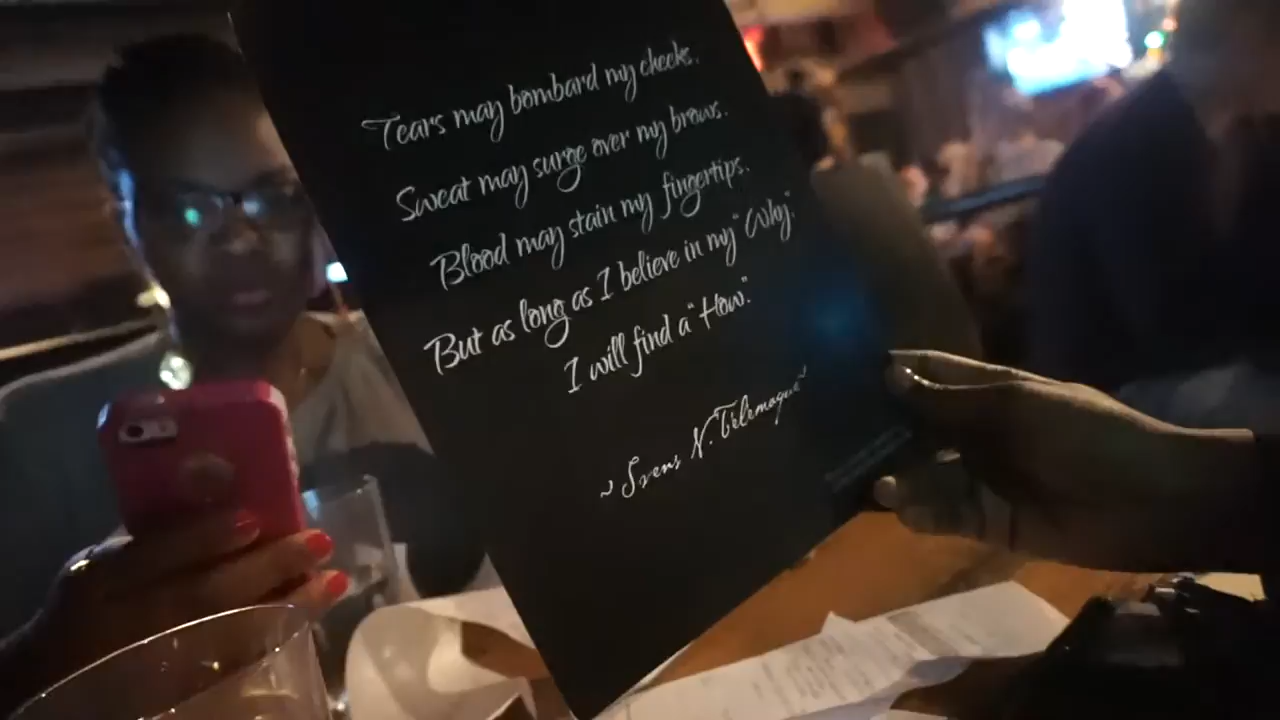 Tears may bombard my cheeks.
Sweat may surge over my brows.
Blood may stain my fingertips.
But as long as I believe in my "Why".
I will find a "How".
~ Svens N. Télémaque ~